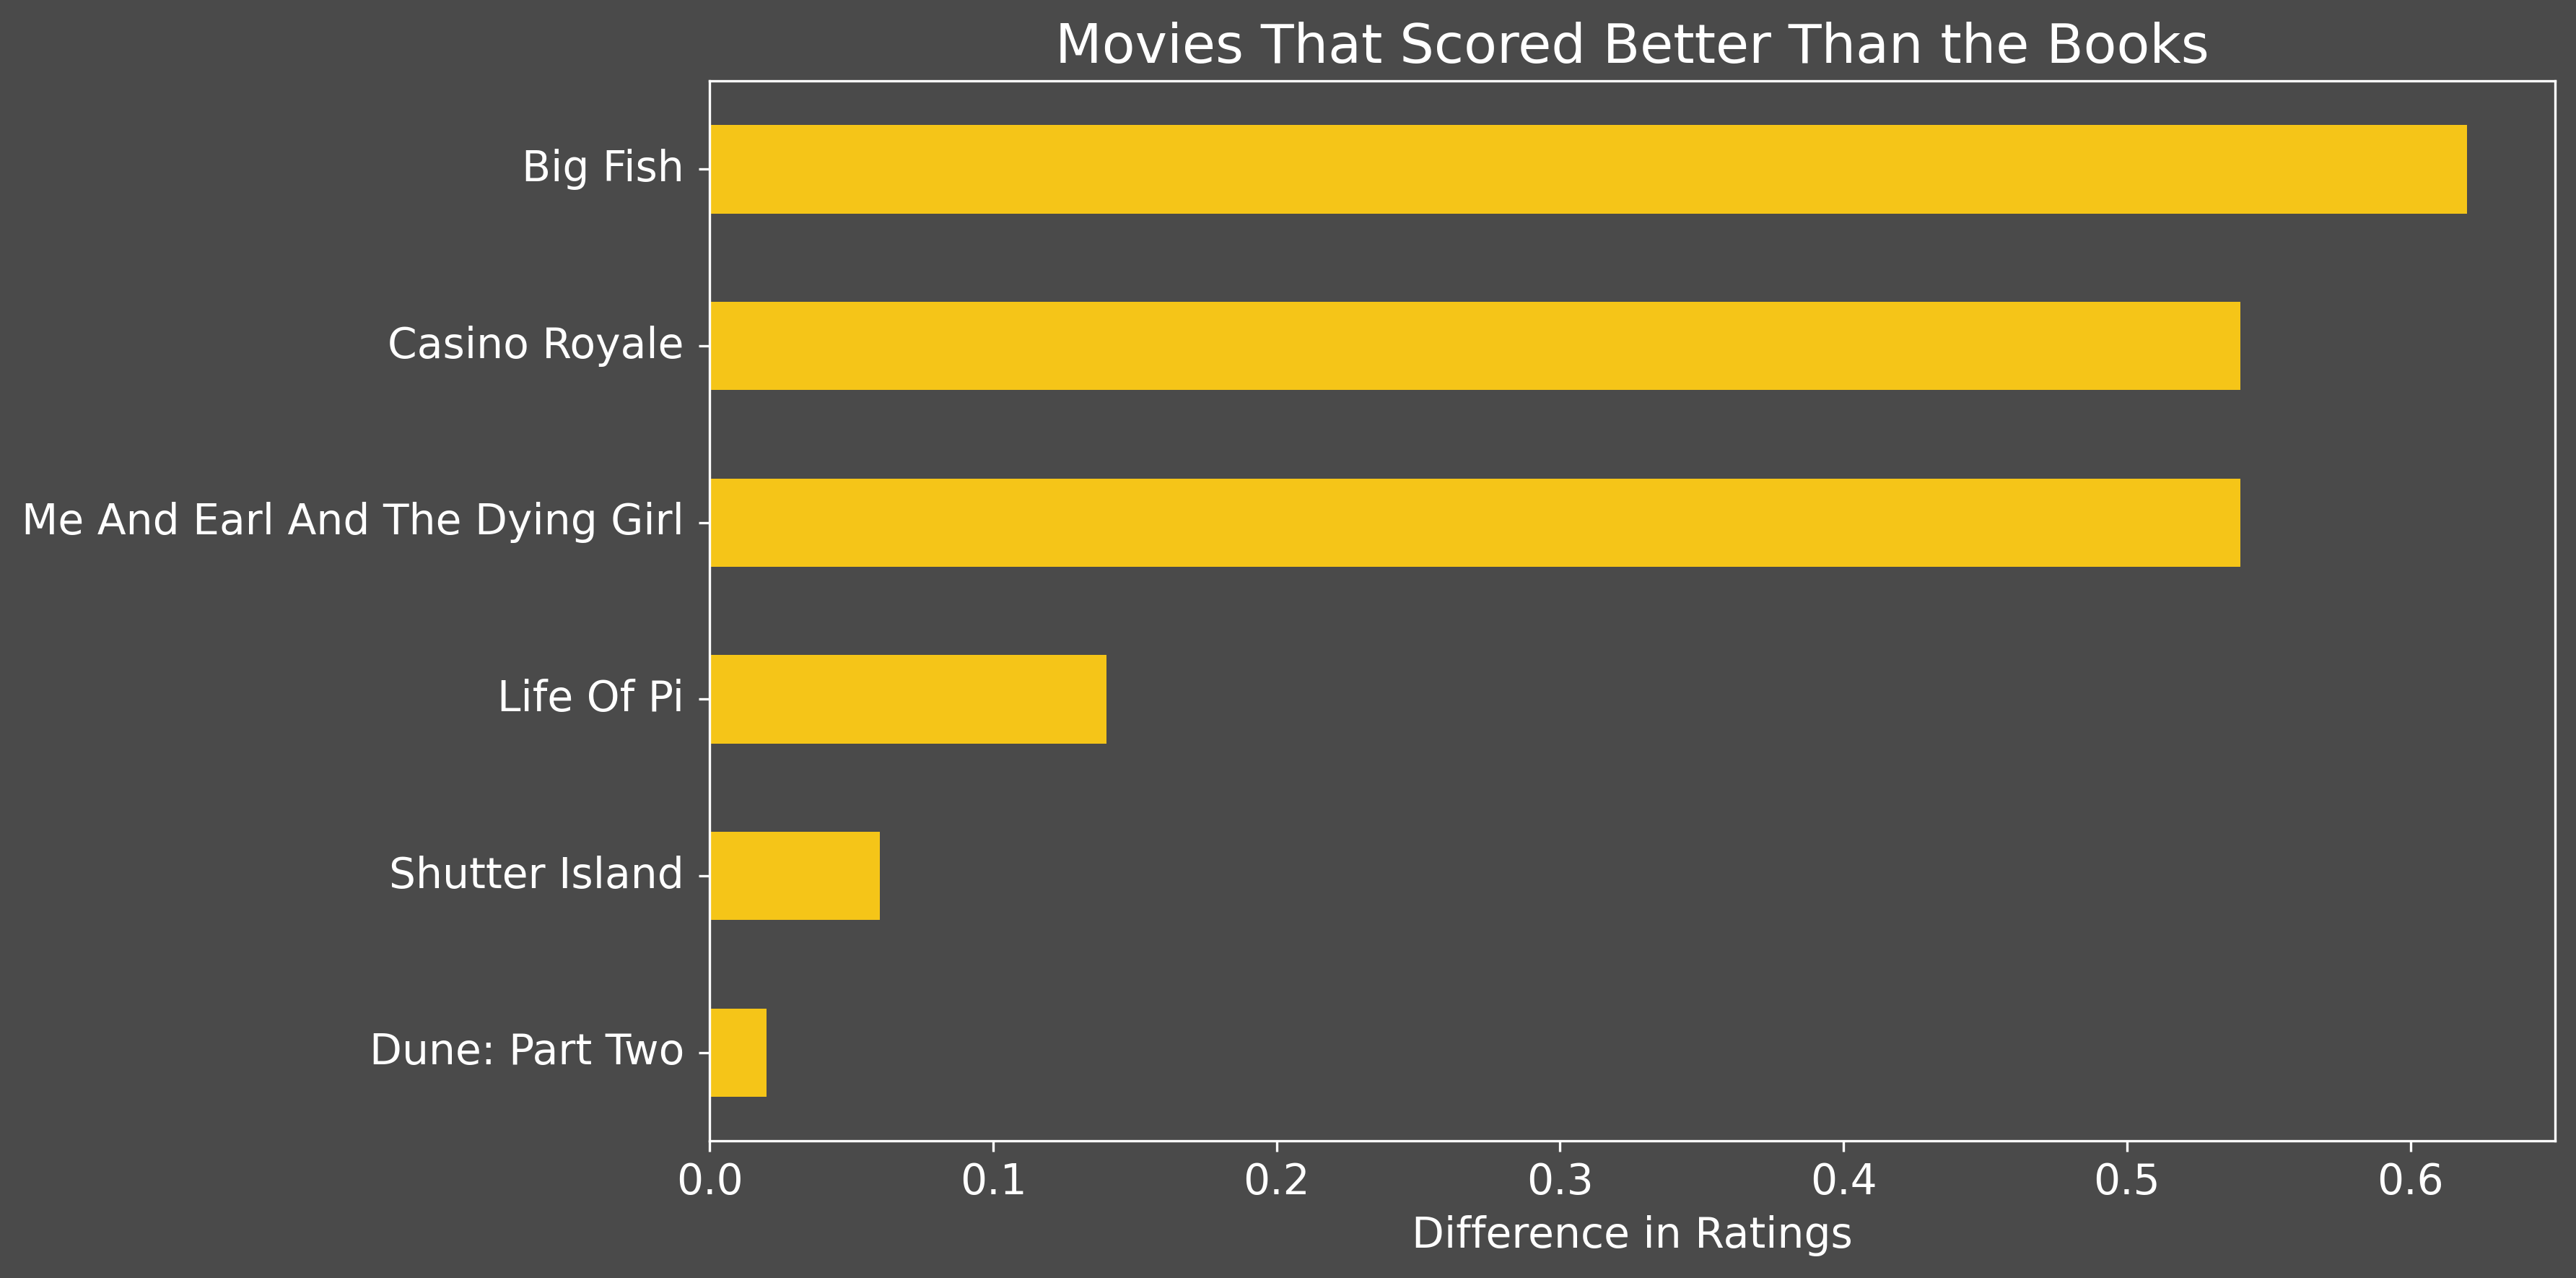 Movies That Scored Better Than the Books
Big Fish
Casino Royale
Me And Earl And The Dying Girl
Life Of Pi
Shutter Island
Dune: Part Two
0.0 0.1 0.2 0.3 0.4 0.5 0.6
Difference in Ratings